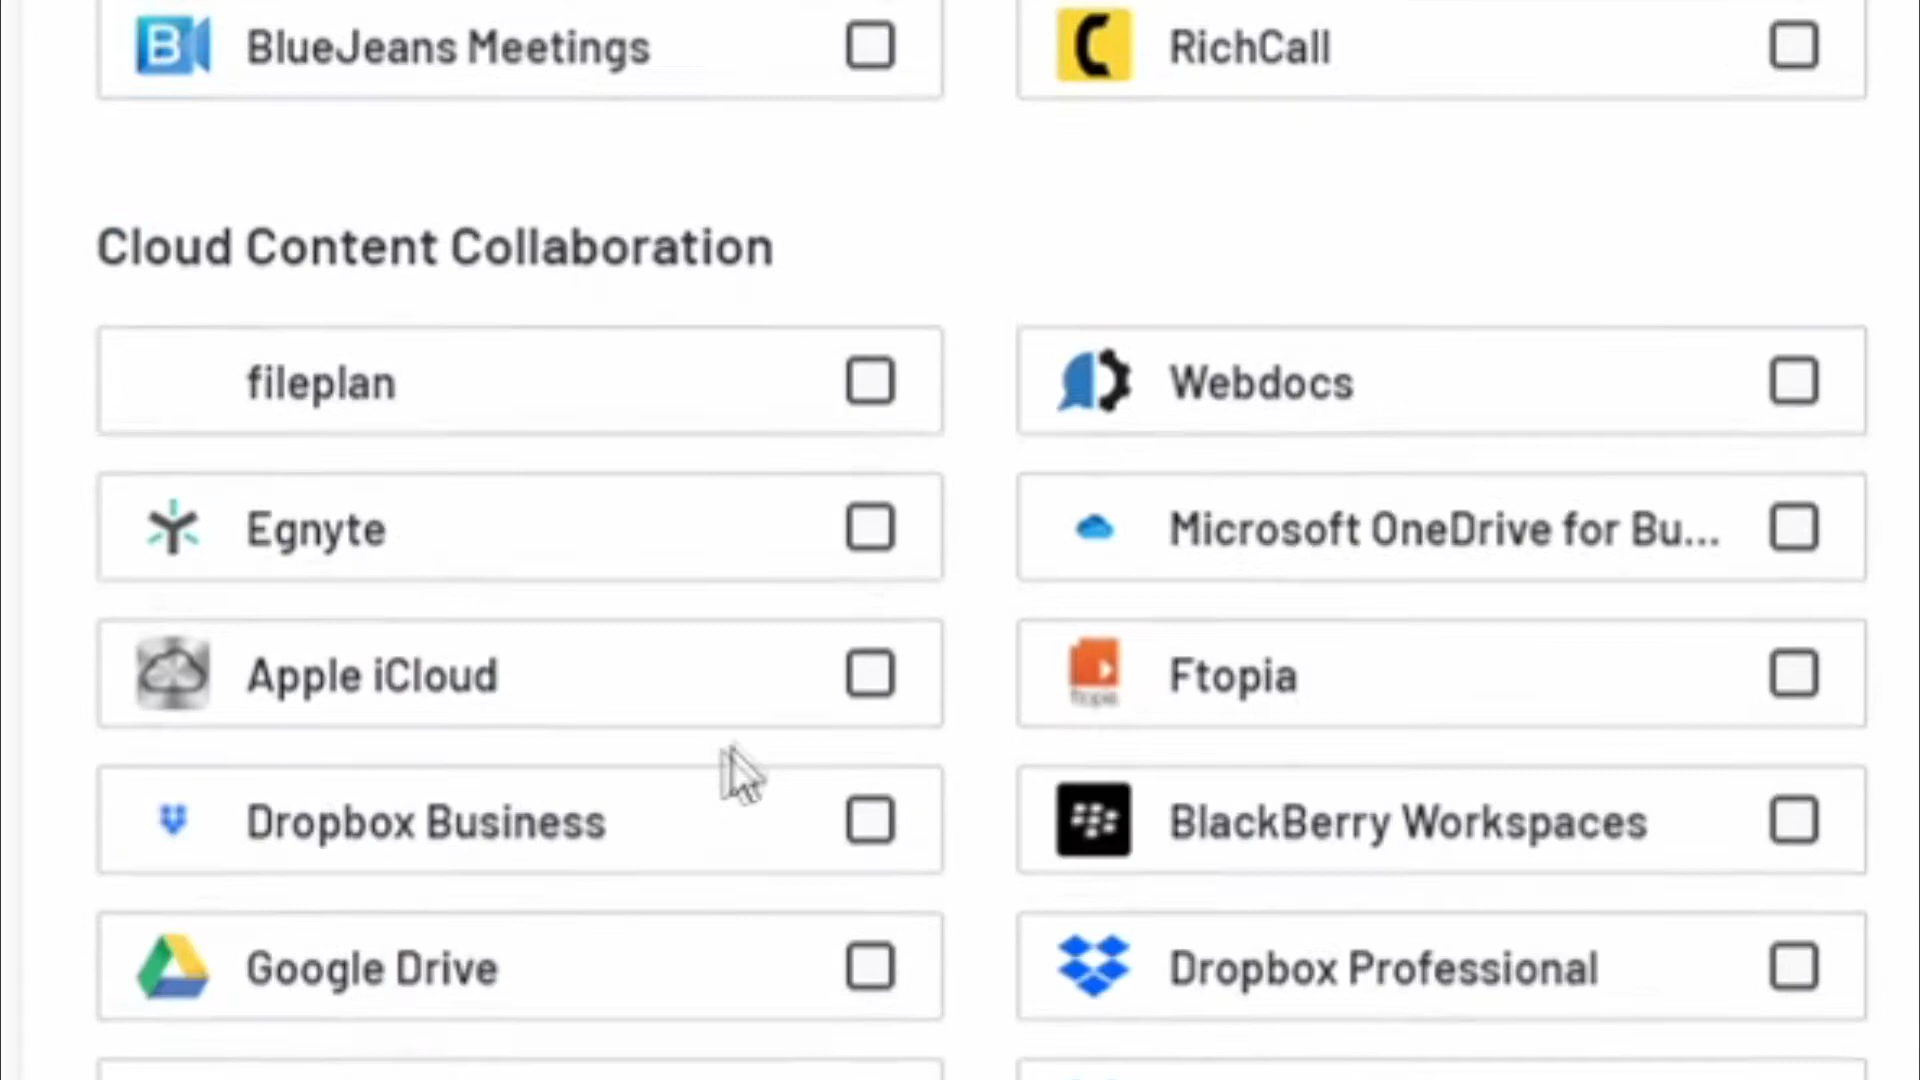 BlueJeans Meetings
RichCall
Cloud Content Collaboration
fileplan
Webdocs
Egnyte
Microsoft OneDrive for Bu...
Apple iCloud
Ftopia
Dropbox Business
BlackBerry Workspaces
Google Drive
Dropbox Professional